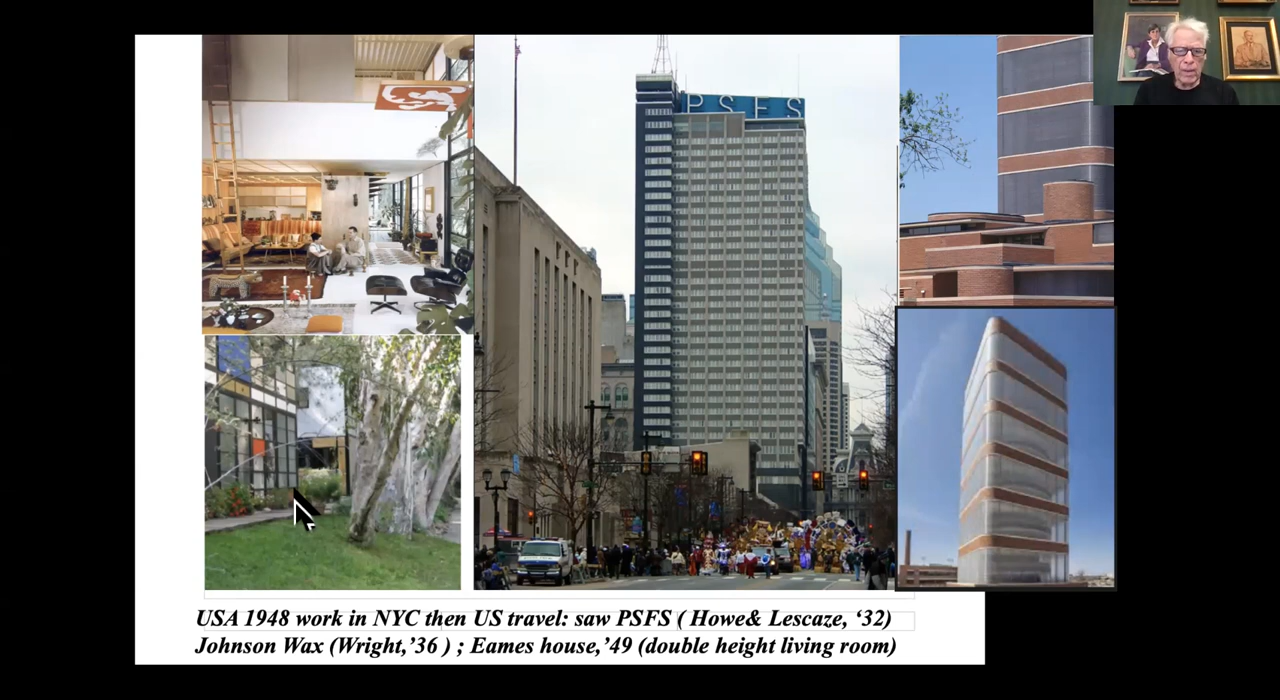 PSFS
USA 1948 work in NYC then US travel: saw PSFS ( Howe& Lescaze, ‘32)
Johnson Wax (Wright,’36 ) ; Eames house,’49 (double height living room)